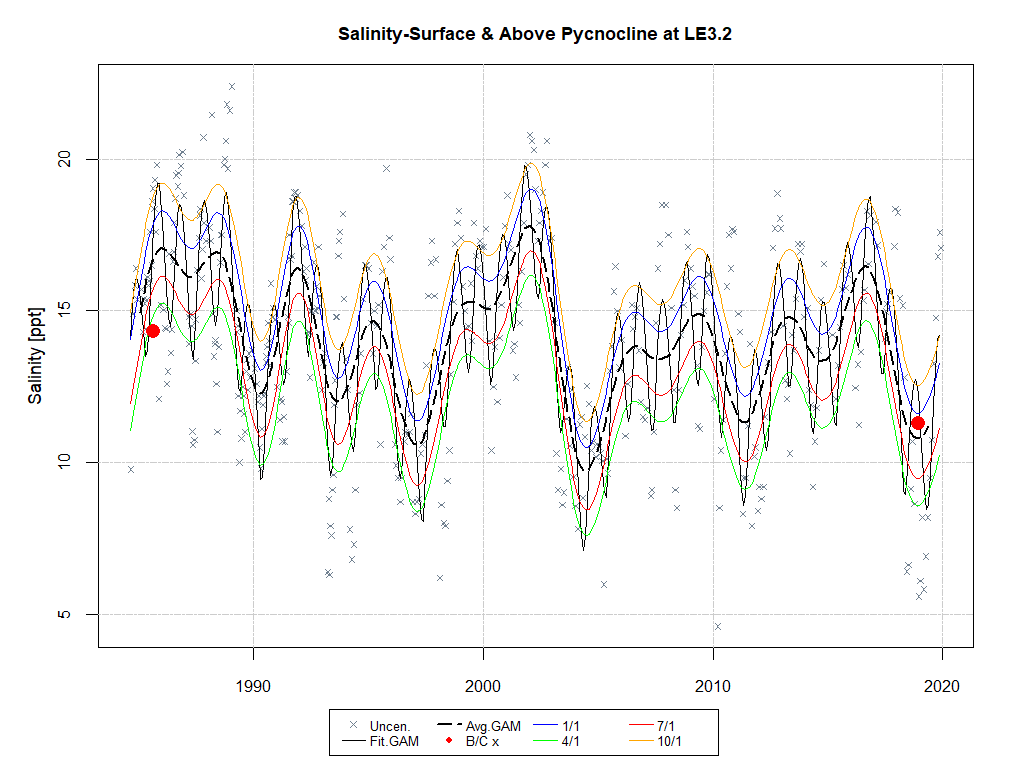 Salinity-Surface & Above Pycnocline at LE3.2
Salinity [ppt]
20
15
10
5
1990 2000 2010 2020
Uncen. Avg.GAM 1/1 7/1
Fit.GAM B/C x 4/1 10/1